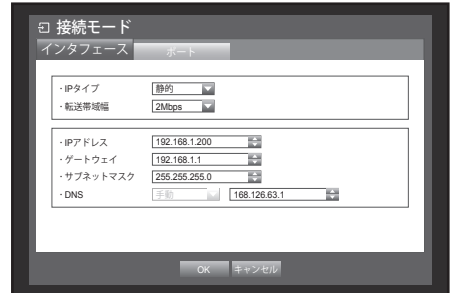 接続モード
インタフェース ポート
・IPタイプ 静的
・転送帯域幅 2Mbps
・IPアドレス 192.168.1.200
・ゲートウェイ 192.168.1.1
・サブネットマスク 255.255.255.0
・DNS 手動 168.126.63.1
OK キャンセル